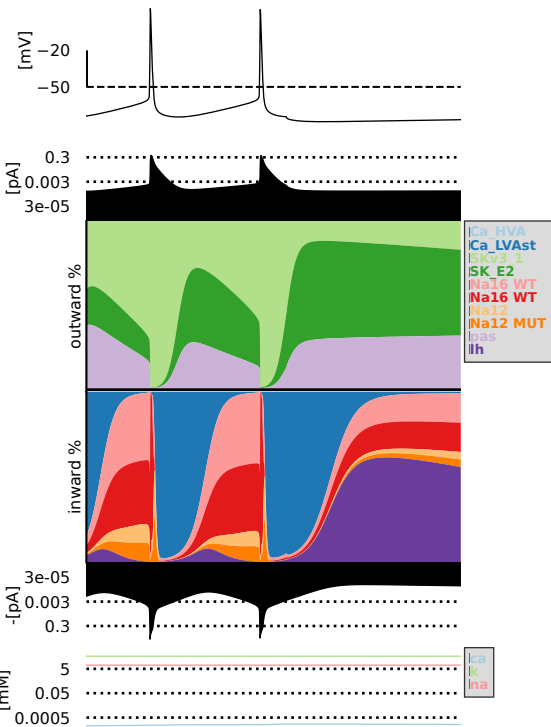 [mV]
−20
−50
[pA]
0.3
0.003
3e-05
outward %
Ca_HVA
Ca_LVAst
SKv3_1
SK_E2
Na16 WT
Na16 WT
Na12
Na12 MUT
pas
Ih
inward %
-[pA]
3e-05
0.003
0.3
[mM]
5
0.05
0.0005
ca
k
na